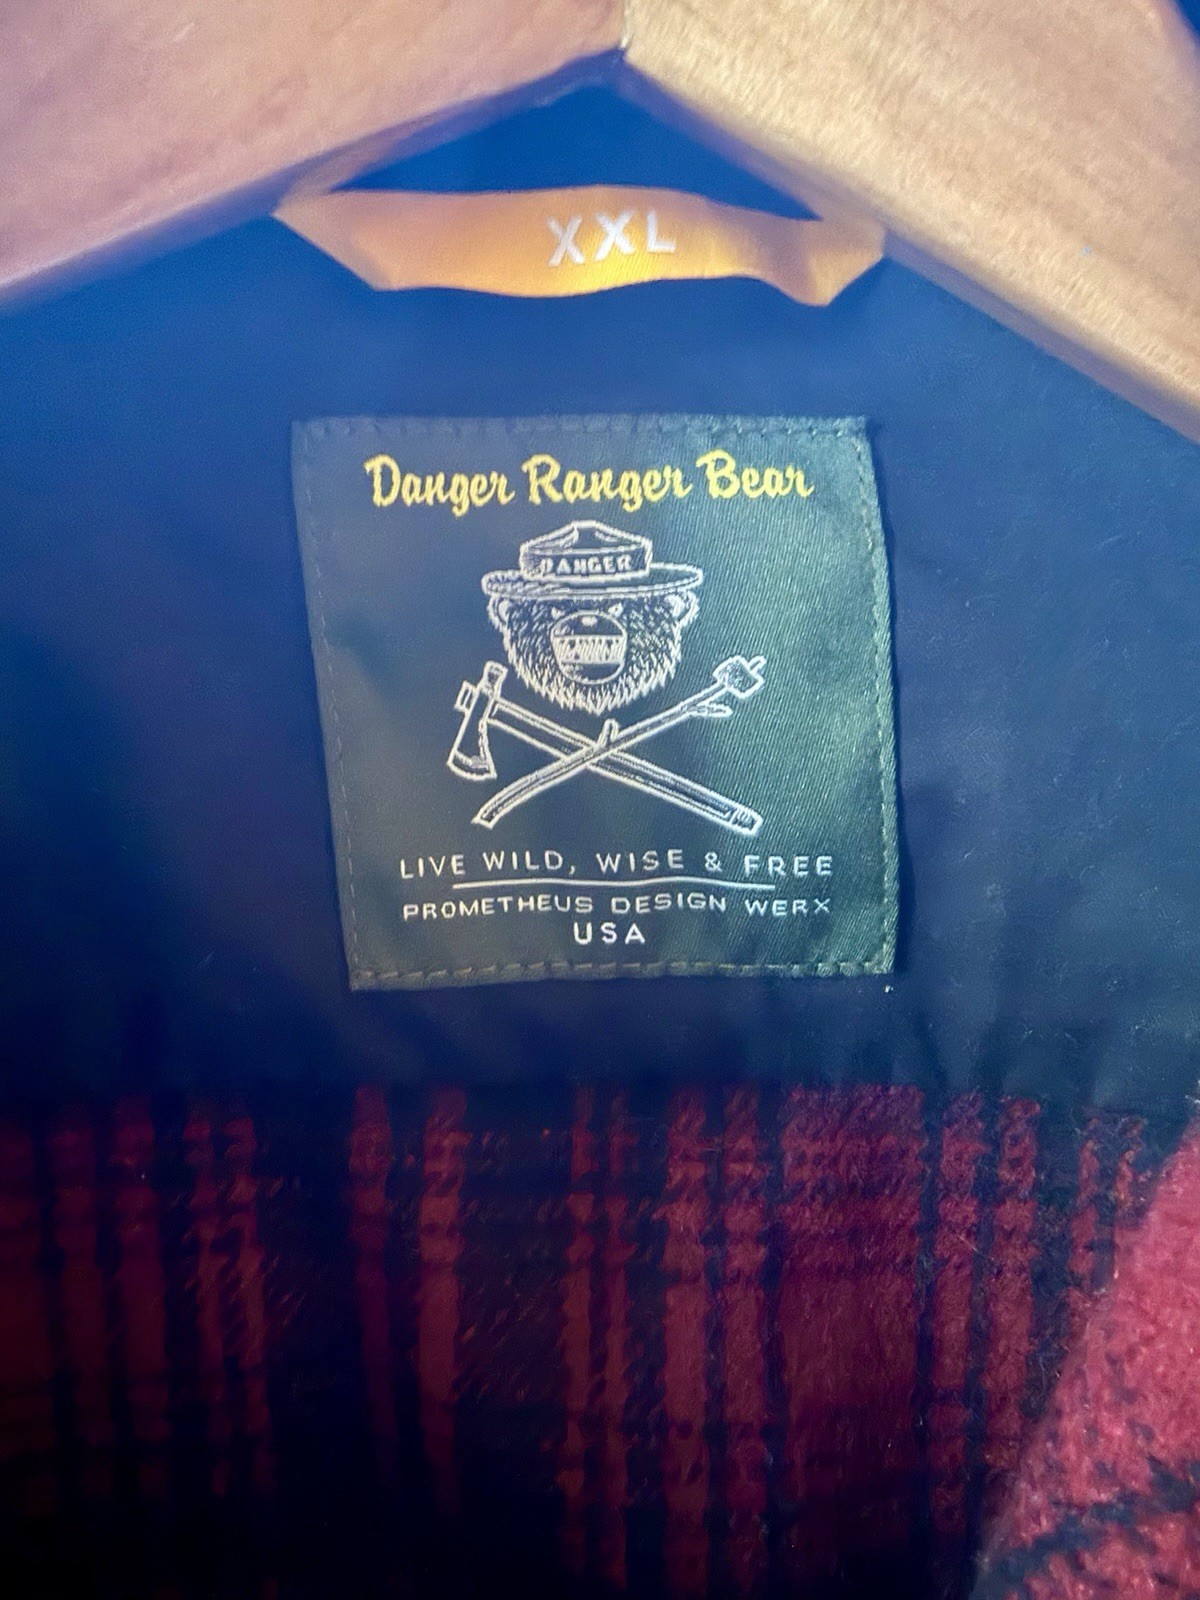 XXL
Danger Ranger Bear
DANGER
LIVE WILD, WISE & FREE
PROMETHEUS DESIGN WERX
USA